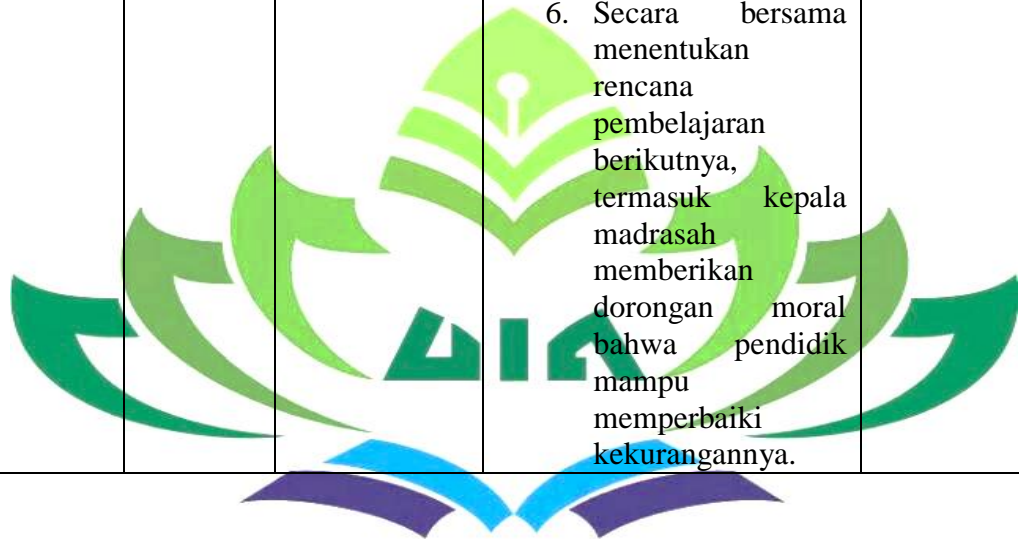 6. Secara bersama
menentukan
rencana
pembelajaran
berikutnya,
termasuk kepala
madrasah
memberikan
dorongan moral
bahwa pendidik
mampu
memperbaiki
kekurangannya.